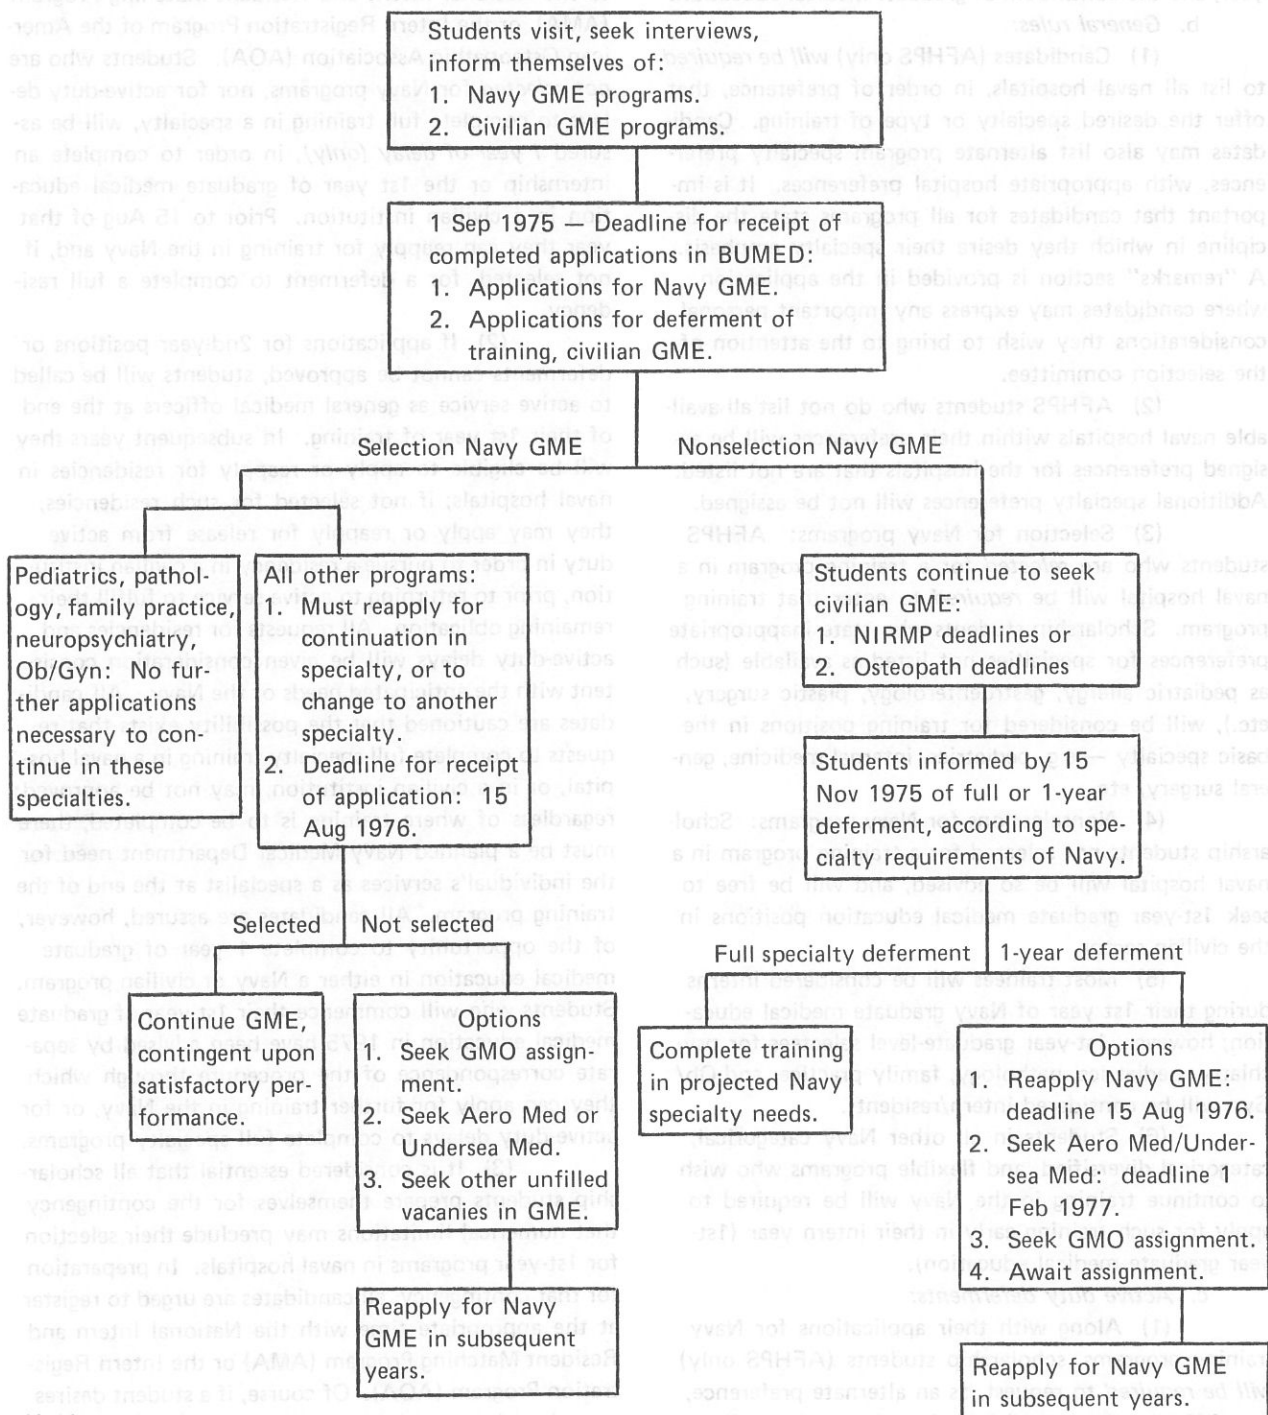 Students visit, seek interviews,
inform themselves of:
1. Navy GME programs.
2. Civilian GME programs.
1 Sep 1975 — Deadline for receipt of
completed applications in BUMED:
1. Applications for Navy GME.
2. Applications for deferment of
training, civilian GME.
Selection Navy GME
Nonselection Navy GME
Pediatrics, pathol-
ogy, family practice,
neuropsychiatry,
Ob/Gyn: No fur-
ther applications
necessary to con-
tinue in these
specialties.
All other programs:
1. Must reapply for
continuation in
specialty, or to
change to another
specialty.
2. Deadline for receipt
of application: 15
Aug 1976.
Students continue to seek
civilian GME:
1. NIRMP deadlines or
2. Osteopath deadlines
Students informed by 15
Nov 1975 of full or 1-year
deferment, according to spe-
cialty requirements of Navy.
Selected
Not selected
Full specialty deferment
1-year deferment
Continue GME,
contingent upon
satisfactory per-
formance.
Options
1. Seek GMO assign-
ment.
2. Seek Aero Med or
Undersea Med.
3. Seek other unfilled
vacanies in GME.
Complete training
in projected Navy
specialty needs.
Options
1. Reapply Navy GME:
deadline 15 Aug 1976.
2. Seek Aero Med/Under-
sea Med: deadline 1
Feb 1977.
3. Seek GMO assignment.
4. Await assignment.
Reapply for Navy
GME in subsequent
years.
Reapply for Navy GME
in subsequent years.